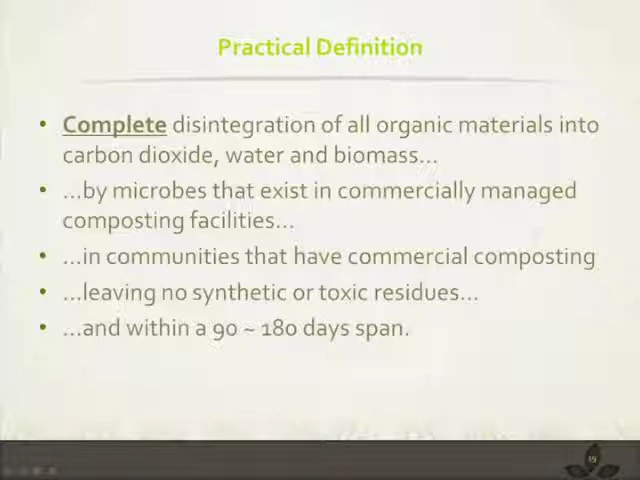 Practical Definition
• Complete disintegration of all organic materials into
carbon dioxide, water and biomass...
• ...by microbes that exist in commercially managed
composting facilities...
• ...in communities that have commercial composting
• ...leaving no synthetic or toxic residues...
• ...and within a 90 ~ 180 days span.
19